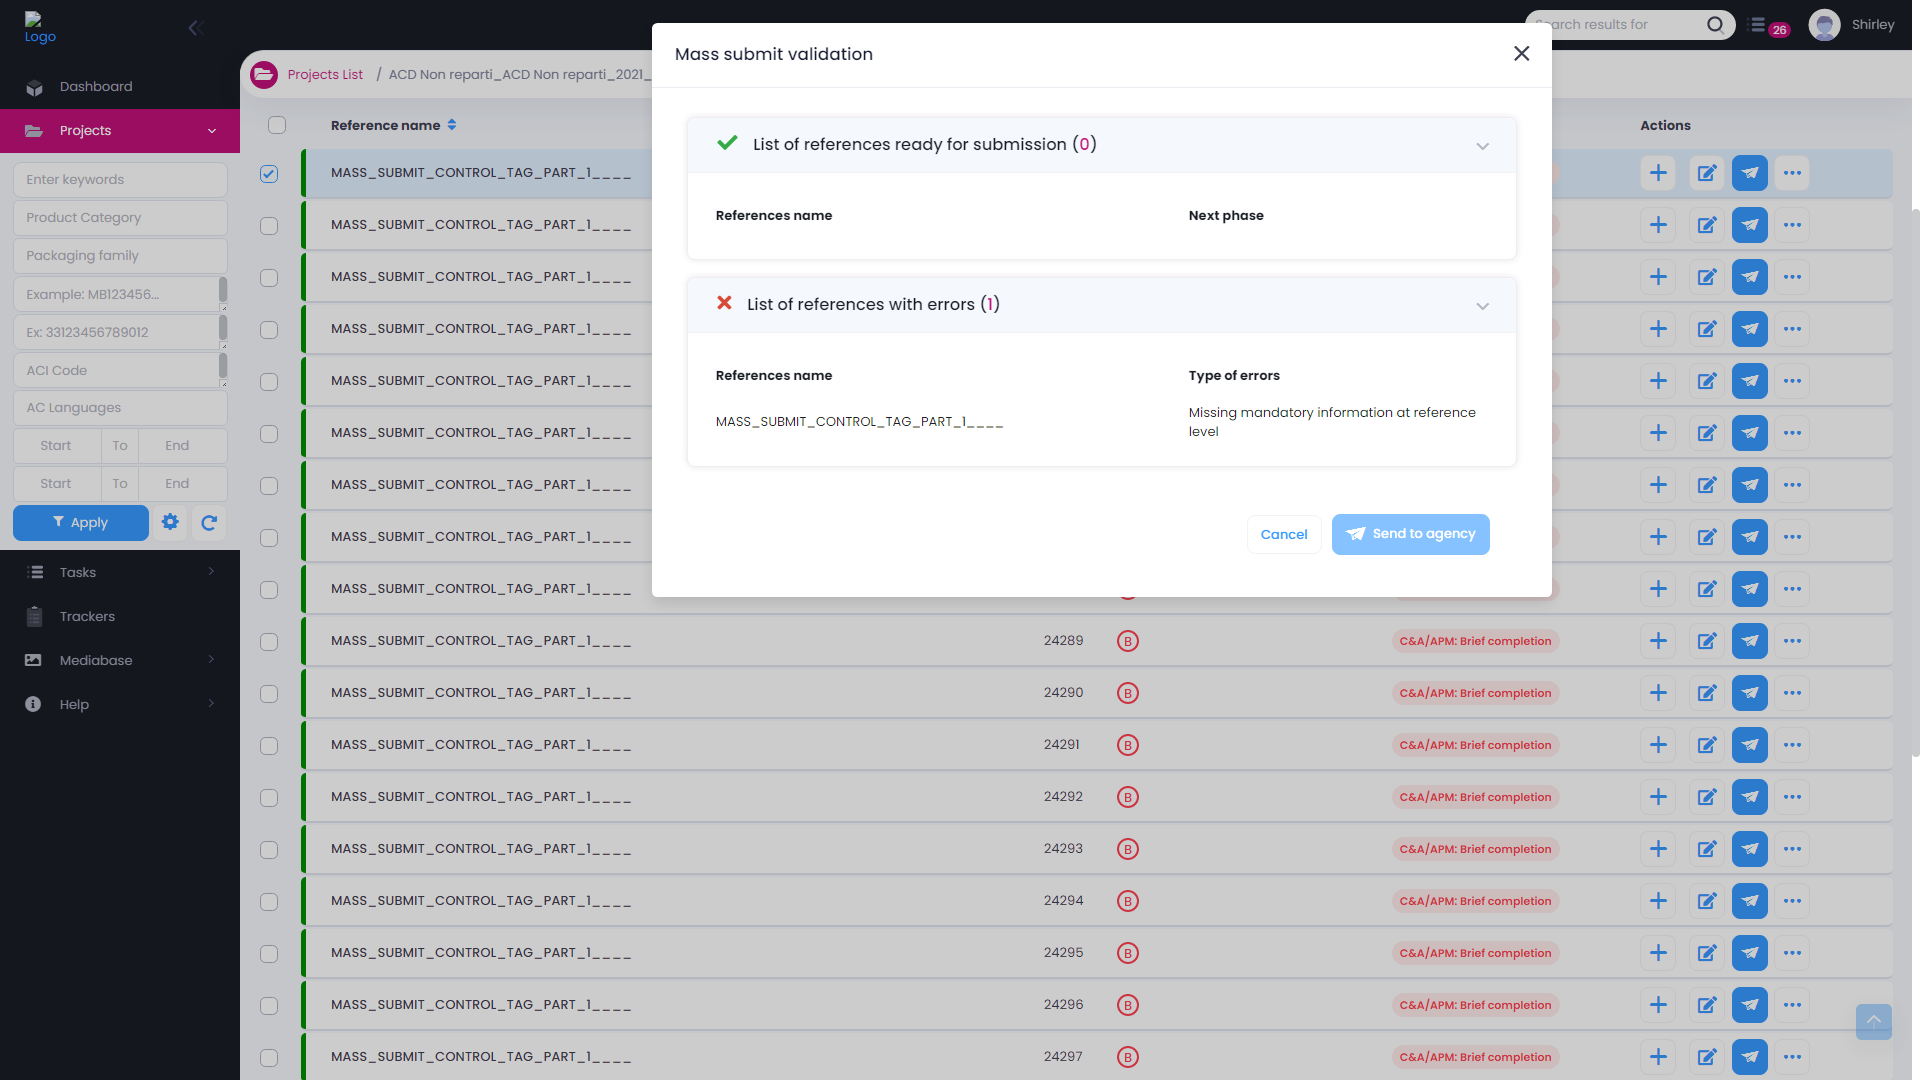 Logo
Dashboard
Projects
Enter keywords
Product Category
Packaging family
Example: MB123456...
Ex: 33123456789012
ACI Code
AC Languages
Start To End
Start To End
Apply
Tasks
Trackers
Mediabase
Help
Search results for
26
Shirley
Projects List / ACD Non reparti_ACD Non reparti_2021_
Reference name
Actions
MASS_SUBMIT_CONTROL_TAG_PART_1____
MASS_SUBMIT_CONTROL_TAG_PART_1____
MASS_SUBMIT_CONTROL_TAG_PART_1____
MASS_SUBMIT_CONTROL_TAG_PART_1____
MASS_SUBMIT_CONTROL_TAG_PART_1____
MASS_SUBMIT_CONTROL_TAG_PART_1____
MASS_SUBMIT_CONTROL_TAG_PART_1____
MASS_SUBMIT_CONTROL_TAG_PART_1____
MASS_SUBMIT_CONTROL_TAG_PART_1____
MASS_SUBMIT_CONTROL_TAG_PART_1____ 24289 B C&A/APM: Brief completion
MASS_SUBMIT_CONTROL_TAG_PART_1____ 24290 B C&A/APM: Brief completion
MASS_SUBMIT_CONTROL_TAG_PART_1____ 24291 B C&A/APM: Brief completion
MASS_SUBMIT_CONTROL_TAG_PART_1____ 24292 B C&A/APM: Brief completion
MASS_SUBMIT_CONTROL_TAG_PART_1____ 24293 B C&A/APM: Brief completion
MASS_SUBMIT_CONTROL_TAG_PART_1____ 24294 B C&A/APM: Brief completion
MASS_SUBMIT_CONTROL_TAG_PART_1____ 24295 B C&A/APM: Brief completion
MASS_SUBMIT_CONTROL_TAG_PART_1____ 24296 B C&A/APM: Brief completion
MASS_SUBMIT_CONTROL_TAG_PART_1____ 24297 B C&A/APM: Brief completion
Mass submit validation
List of references ready for submission (0)
References name Next phase
List of references with errors (1)
References name Type of errors
MASS_SUBMIT_CONTROL_TAG_PART_1____ Missing mandatory information at reference
level
Cancel Send to agency